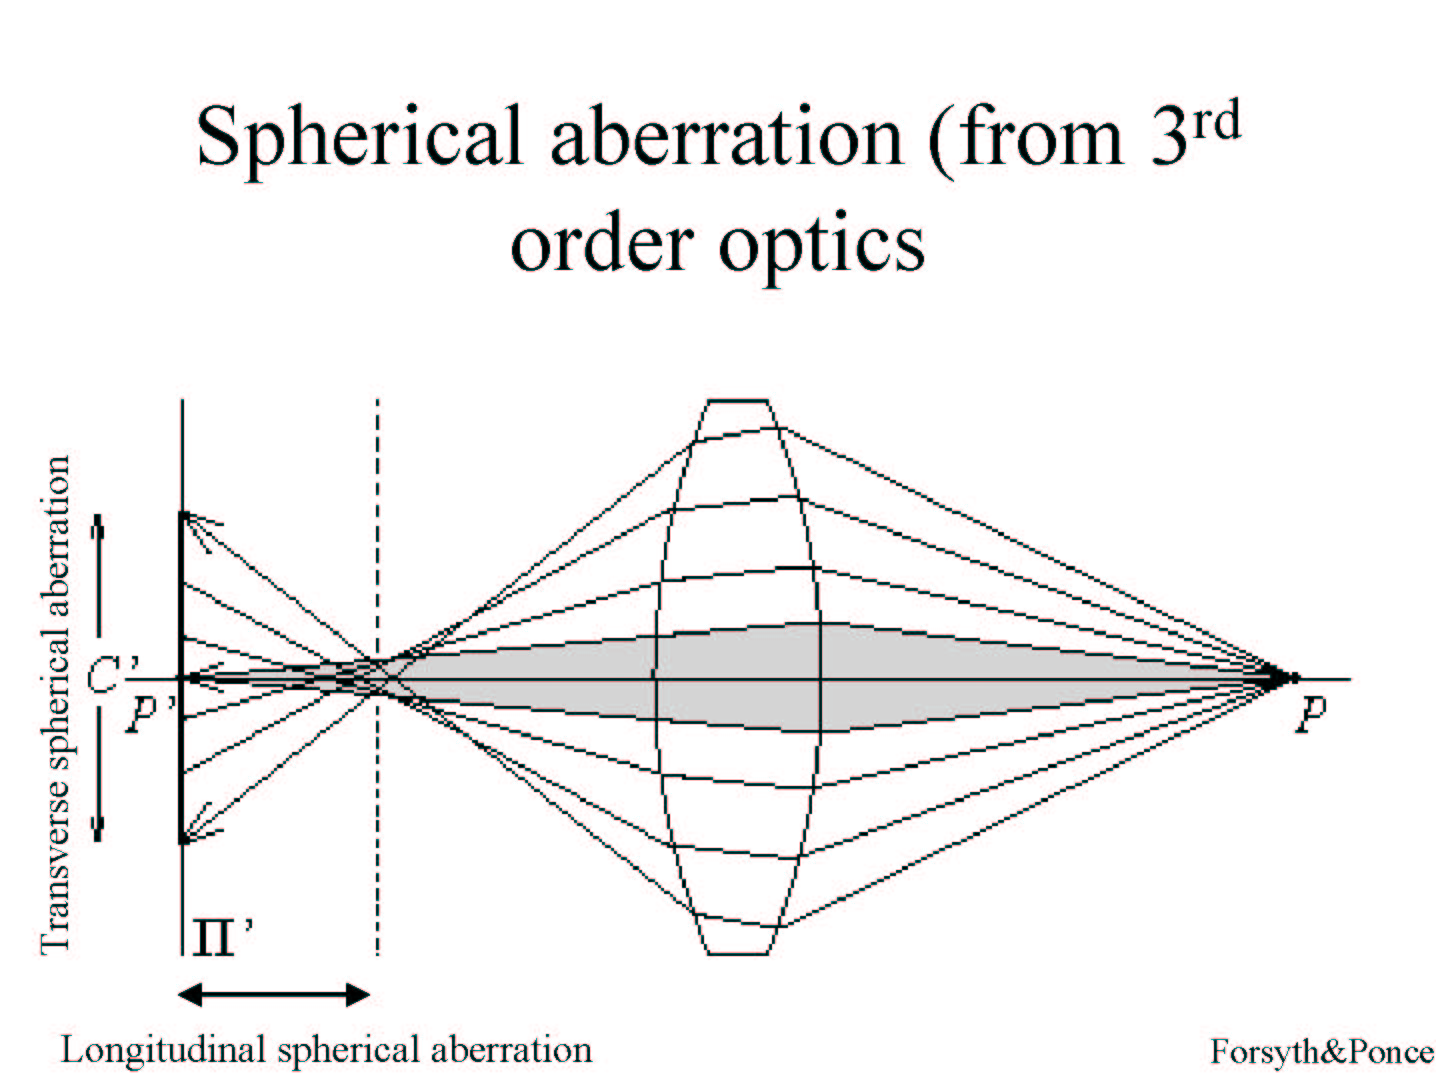 Spherical aberration (from 3rd
order optics
Transverse spherical aberration
C'
P'
P
Π'
Longitudinal spherical aberration
Forsyth&Ponce